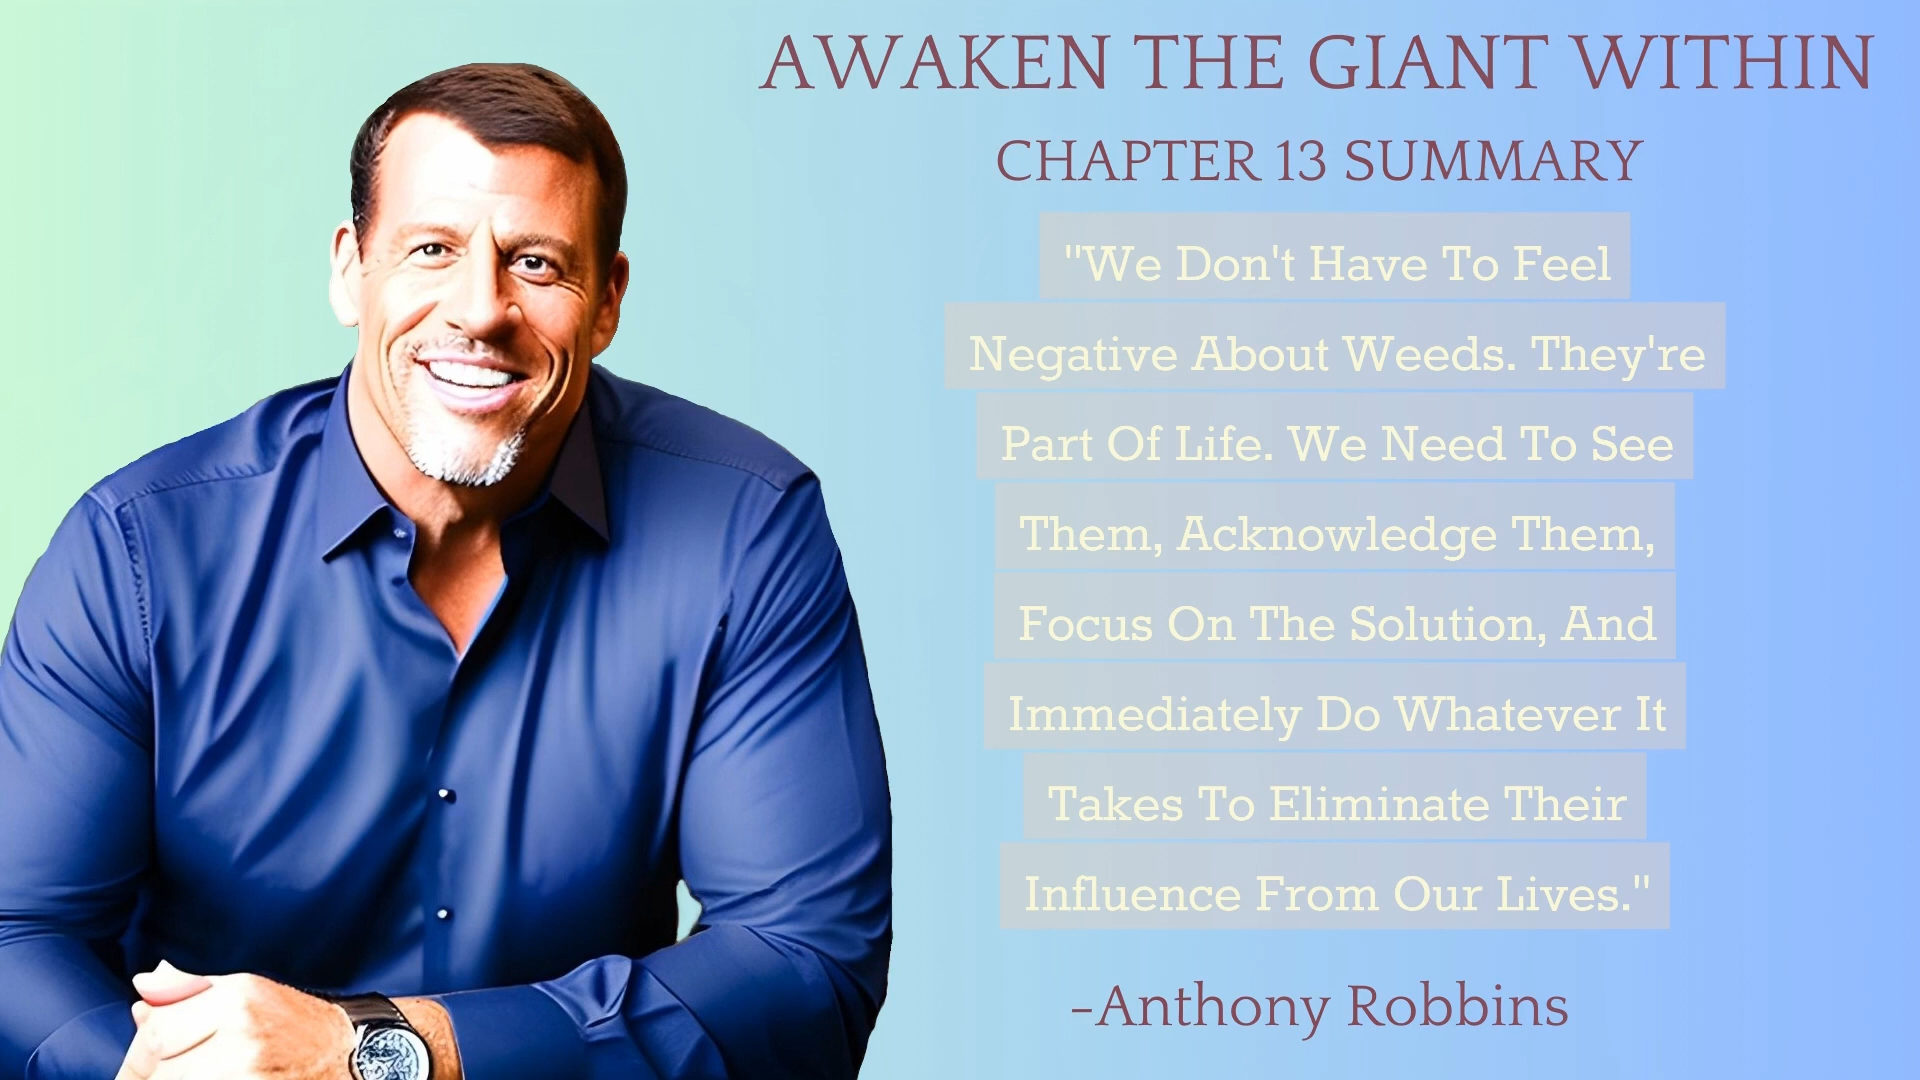 AWAKEN THE GIANT WITHIN
CHAPTER 13 SUMMARY
"We Don't Have To Feel
Negative About Weeds. They're
Part Of Life. We Need To See
Them, Acknowledge Them,
Focus On The Solution, And
Immediately Do Whatever It
Takes To Eliminate Their
Influence From Our Lives."
–Anthony Robbins